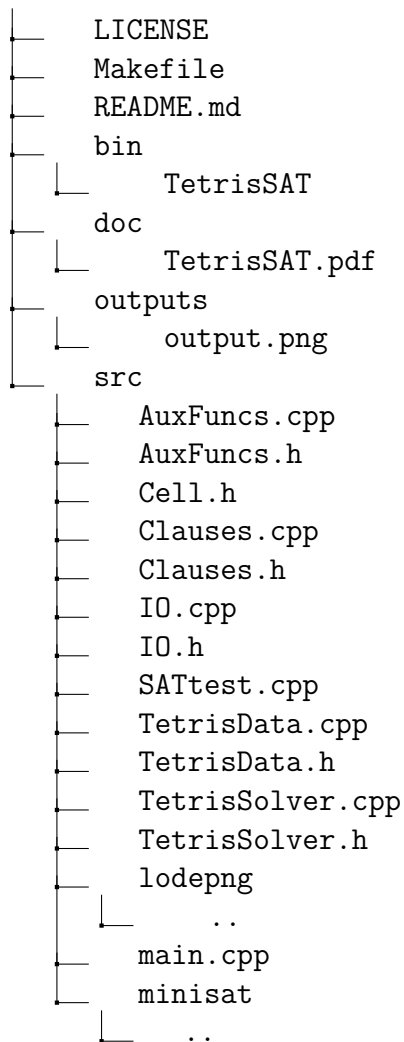 LICENSE
Makefile
README.md
bin
TetrisSAT
doc
TetrisSAT.pdf
outputs
output.png
src
AuxFuncs.cpp
AuxFuncs.h
Cell.h
Clauses.cpp
Clauses.h
IO.cpp
IO.h
SATtest.cpp
TetrisData.cpp
TetrisData.h
TetrisSolver.cpp
TetrisSolver.h
lodepng
..
main.cpp
minisat
..